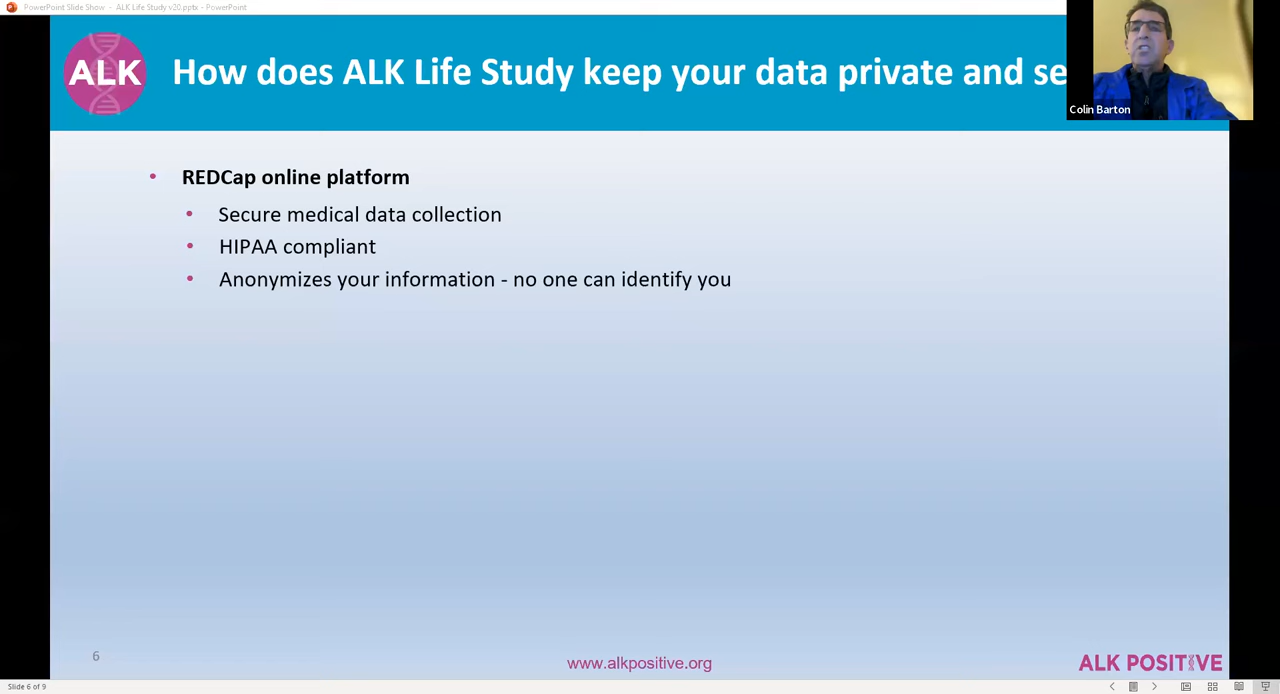 PowerPoint Slide Show - ALK Life Study v20.pptx - PowerPoint
ALK
How does ALK Life Study keep your data private and se
Colin Barton
• REDCap online platform
• Secure medical data collection
• HIPAA compliant
• Anonymizes your information - no one can identify you
6
www.alkpositive.org
ALK POSITIVE
Slide 6 of 9